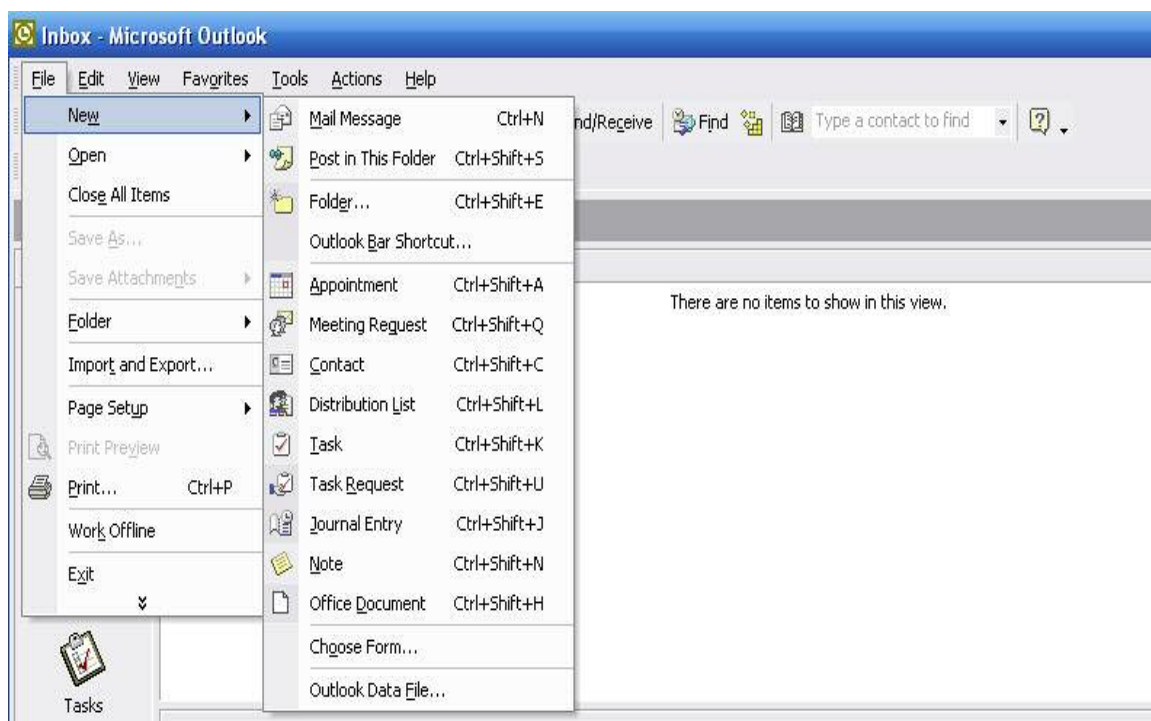 Inbox - Microsoft Outlook
File Edit View Favorites Tools Actions Help
nd/Receive Find Type a contact to find
New
Open
Close All Items
Save As...
Save Attachments
Folder
Import and Export...
Page Setup
Print Preview
Print... Ctrl+P
Work Offline
Exit
Mail Message Ctrl+N
Post in This Folder Ctrl+Shift+S
Folder... Ctrl+Shift+E
Outlook Bar Shortcut...
Appointment Ctrl+Shift+A
Meeting Request Ctrl+Shift+Q
Contact Ctrl+Shift+C
Distribution List Ctrl+Shift+L
Task Ctrl+Shift+K
Task Request Ctrl+Shift+U
Journal Entry Ctrl+Shift+J
Note Ctrl+Shift+N
Office Document Ctrl+Shift+H
Choose Form...
Outlook Data File...
There are no items to show in this view.
Tasks